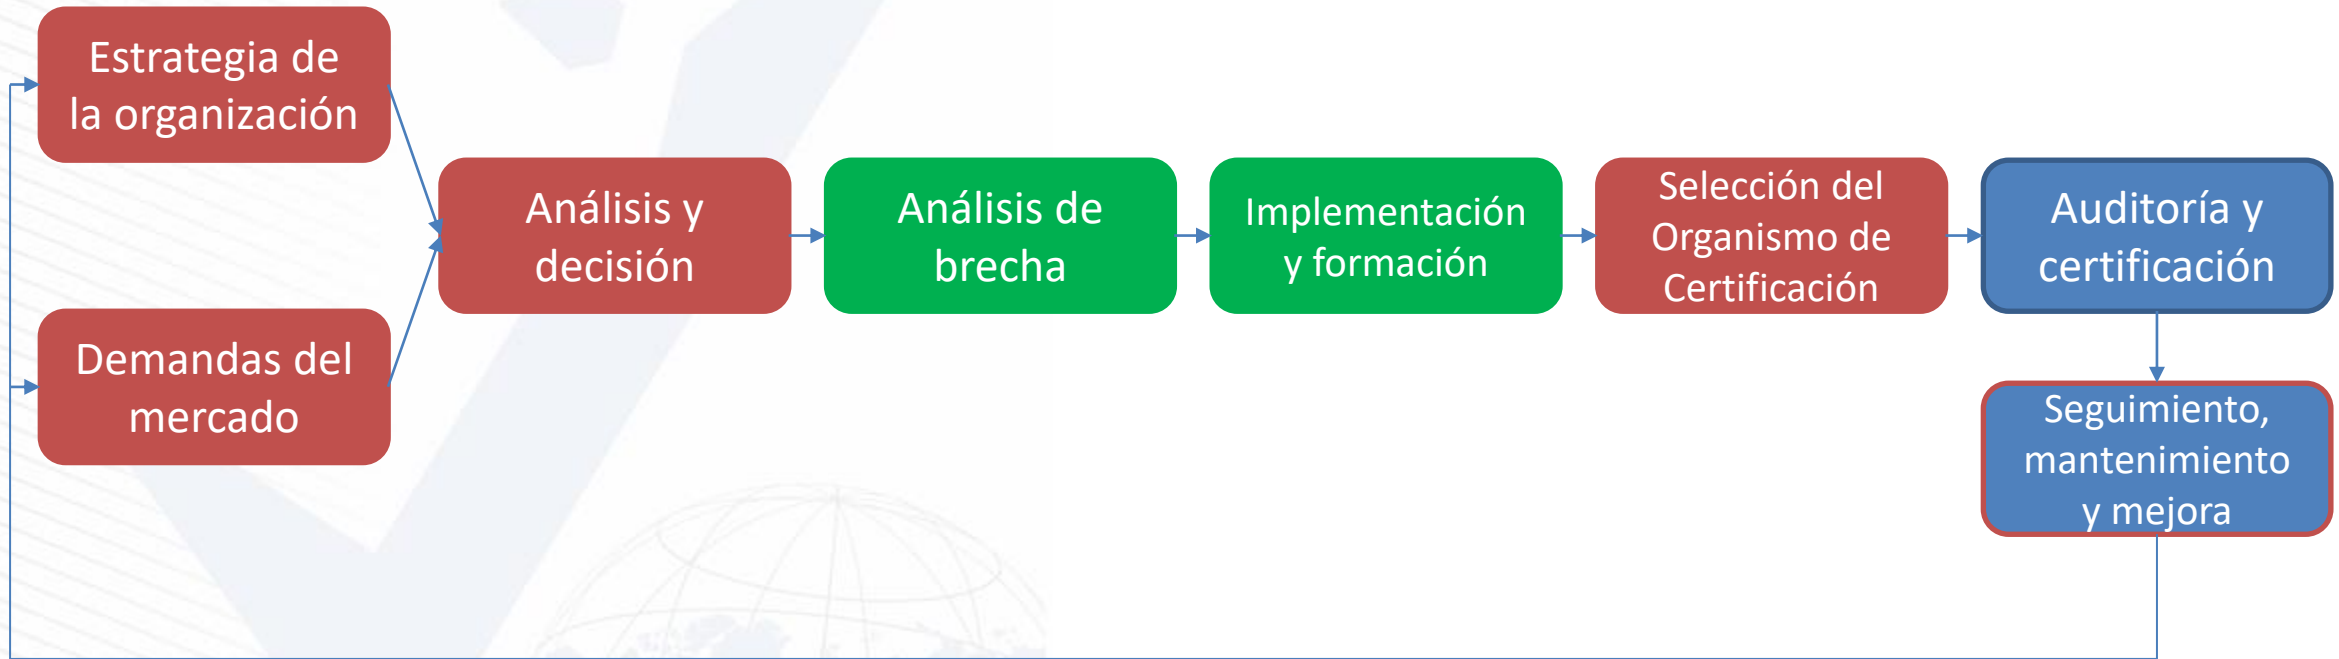 Estrategia de
la organización
Demandas del
mercado
Análisis y
decisión
Análisis de
brecha
Implementación
y formación
Selección del
Organismo de
Certificación
Auditoría y
certificación
Seguimiento,
mantenimiento
y mejora